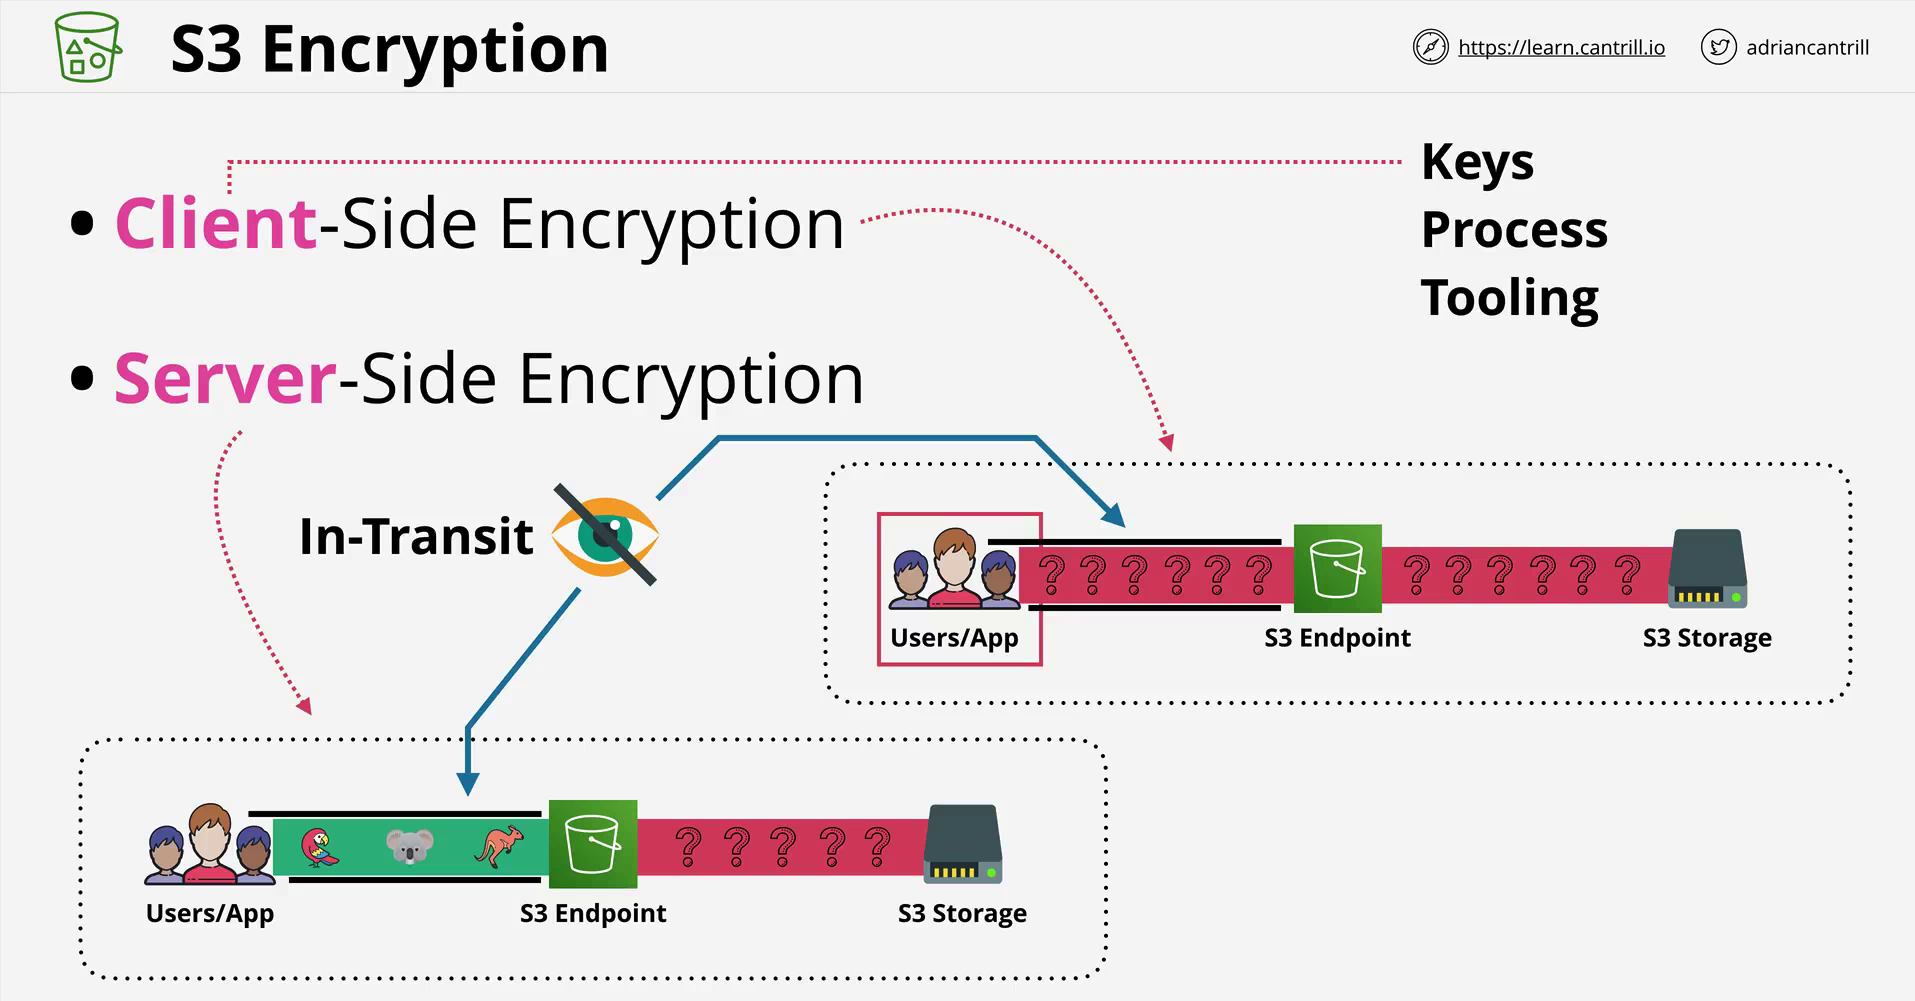 S3 Encryption
https://learn.cantrill.io
adriancantrill
Keys
Process
Tooling
• Client-Side Encryption
• Server-Side Encryption
In-Transit
? ? ? ? ? ? ? ? ? ? ? ?
Users/App
S3 Endpoint
S3 Storage
? ? ? ? ?
Users/App
S3 Endpoint
S3 Storage